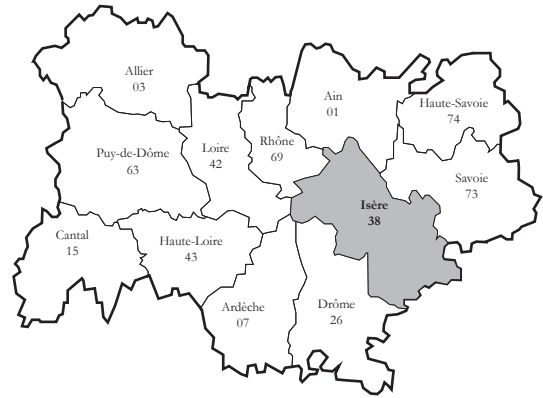 Allier
03
Ain
01
Haute-Savoie
74
Puy-de-Dôme
63
Loire
42
Rhône
69
Savoie
73
Isère
38
Cantal
15
Haute-Loire
43
Ardèche
07
Drôme
26